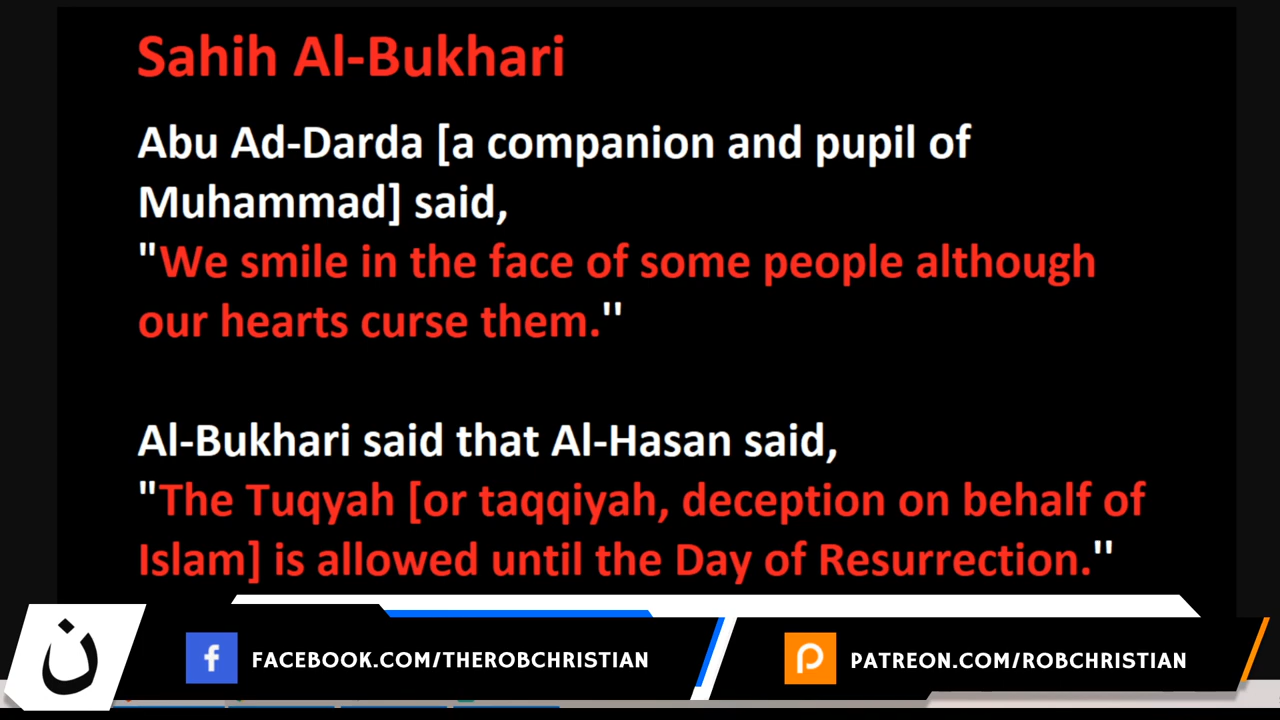 Sahih Al-Bukhari
Abu Ad-Darda [a companion and pupil of
Muhammad] said,
"We smile in the face of some people although
our hearts curse them."
Al-Bukhari said that Al-Hasan said,
"The Tuqyah [or taqqiyah, deception on behalf of
Islam] is allowed until the Day of Resurrection."
ن
FACEBOOK.COM/THEROBCHRISTIAN
PATREON.COM/ROBCHRISTIAN